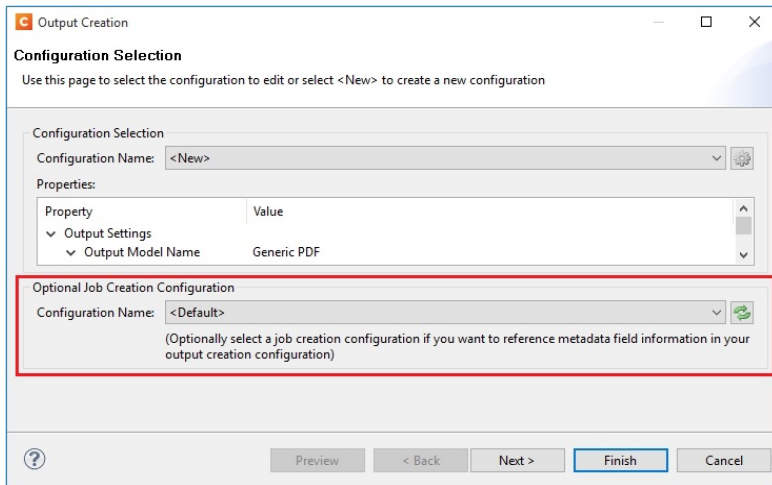 C Output Creation
Configuration Selection
Use this page to select the configuration to edit or select <New> to create a new configuration
Configuration Selection
Configuration Name: <New>
Properties:
Property Value
Output Settings
Output Model Name Generic PDF
Optional Job Creation Configuration
Configuration Name: <Default>
(Optionally select a job creation configuration if you want to reference metadata field information in your
output creation configuration)
? Preview < Back Next > Finish Cancel